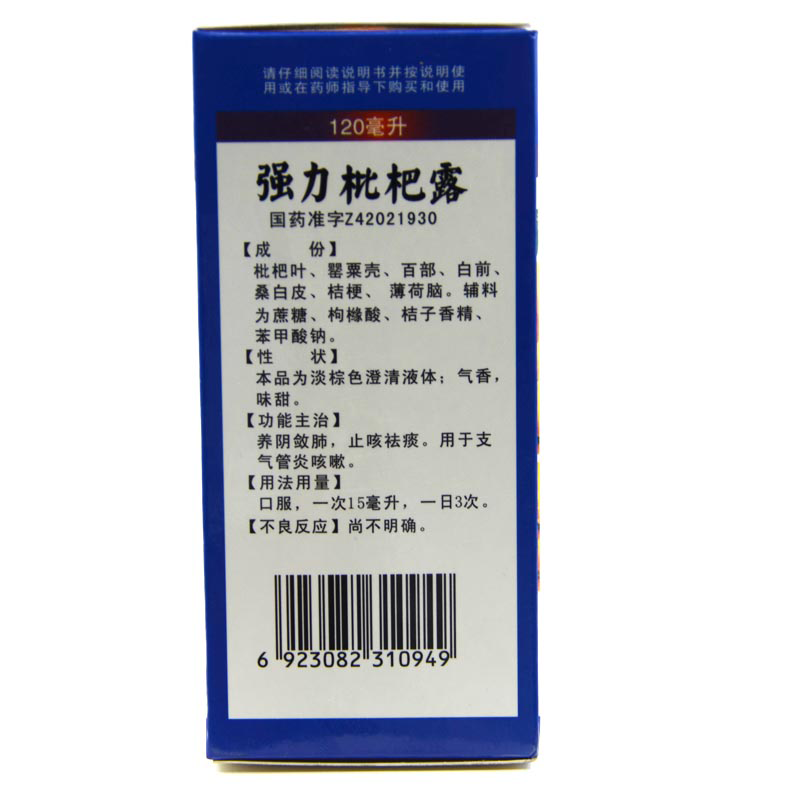 请仔细阅读说明书并按说明使
用或在药师指导下购买和使用
120毫升
强力枇杷露
国药准字Z42021930
【成　份】
枇杷叶、罂粟壳、百部、白前、
桑白皮、桔梗、薄荷脑。辅料
为蔗糖、枸橼酸、桔子香精、
苯甲酸钠。
【性　状】
本品为淡棕色澄清液体；气香，
味甜。
【功能主治】
养阴敛肺，止咳祛痰。用于支
气管炎咳嗽。
【用法用量】
口服，一次15毫升，一日3次。
【不良反应】尚不明确。
6 923082 310949